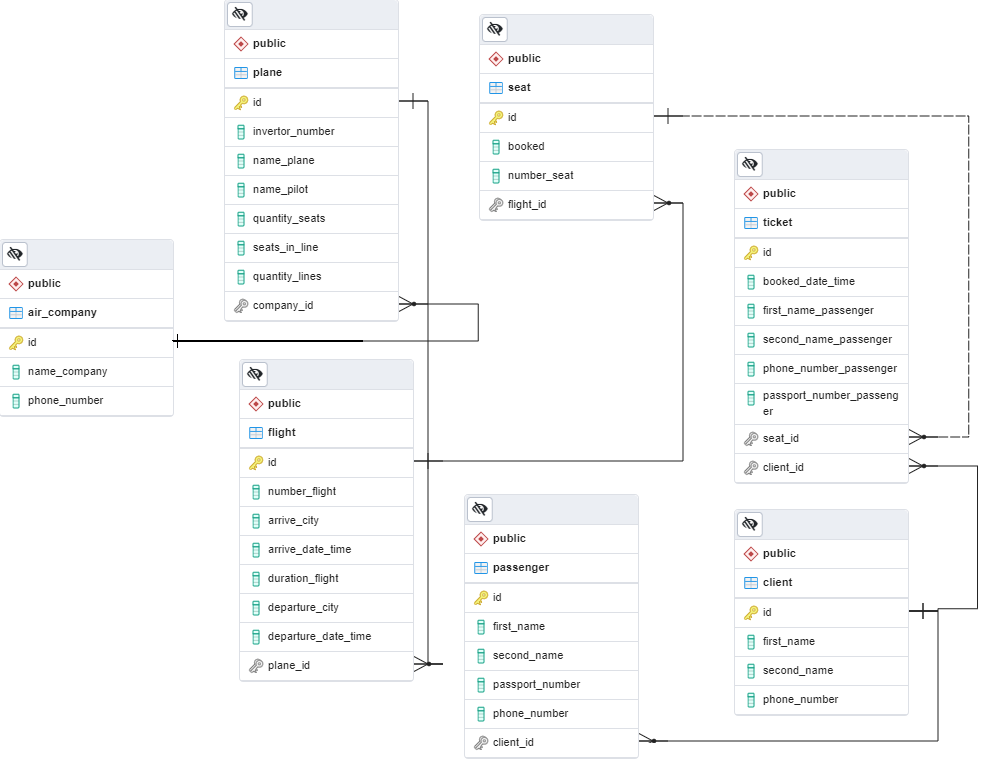 public
plane
id
invertor_number
name_plane
name_pilot
quantity_seats
seats_in_line
quantity_lines
company_id
public
seat
id
booked
number_seat
flight_id
public
ticket
id
booked_date_time
first_name_passenger
second_name_passenger
phone_number_passenger
passport_number_passeng
er
seat_id
client_id
public
air_company
id
name_company
phone_number
public
flight
id
number_flight
arrive_city
arrive_date_time
duration_flight
departure_city
departure_date_time
plane_id
public
passenger
id
first_name
second_name
passport_number
phone_number
client_id
public
client
id
first_name
second_name
phone_number